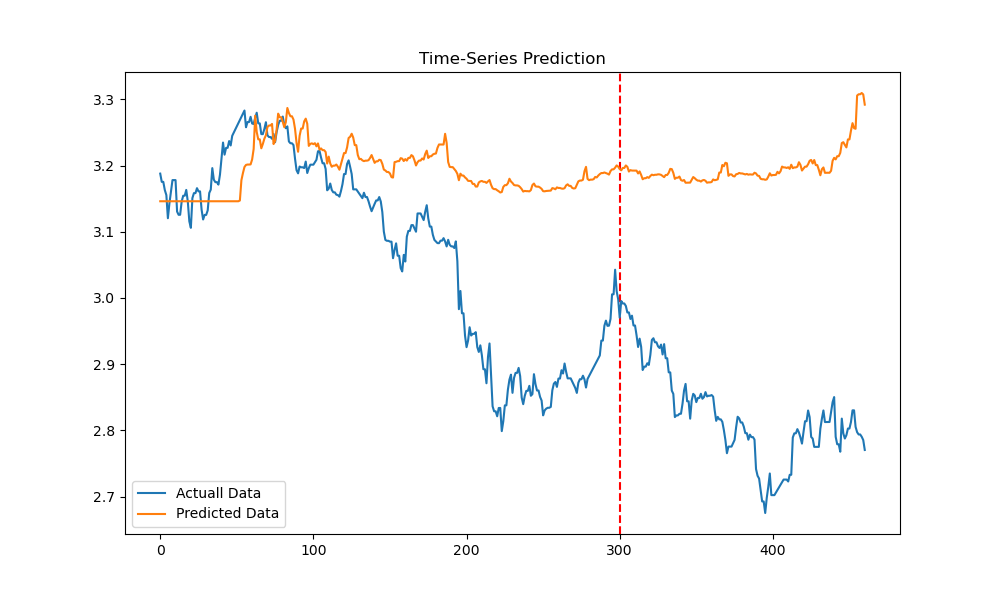 Time-Series Prediction
3.3
3.2
3.1
3.0
2.9
2.8
2.7
Actuall Data
Predicted Data
0 100 200 300 400